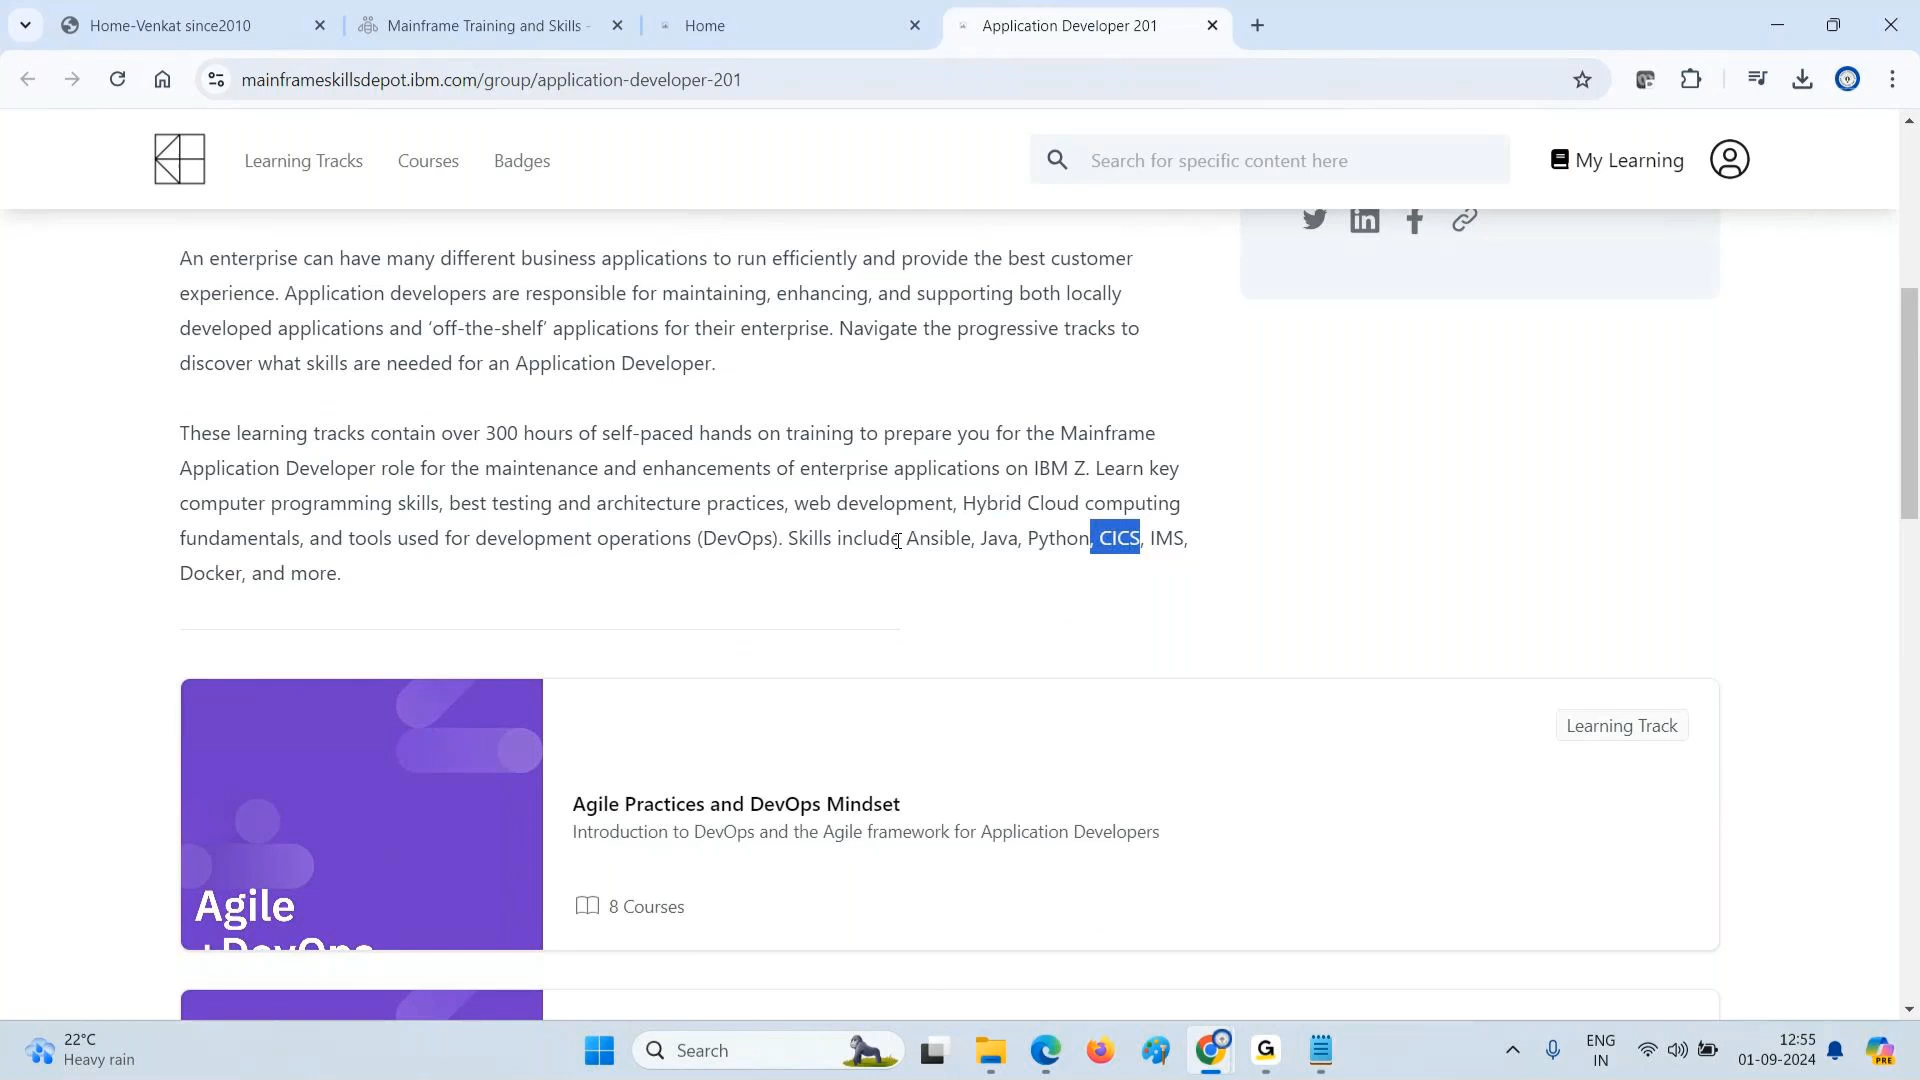 Home-Venkat since2010
Mainframe Training and Skills -
Home
Application Developer 201
mainframeskillsdepot.ibm.com/group/application-developer-201
Learning Tracks
Courses
Badges
Search for specific content here
My Learning
An enterprise can have many different business applications to run efficiently and provide the best customer
experience. Application developers are responsible for maintaining, enhancing, and supporting both locally
developed applications and ‘off-the-shelf’ applications for their enterprise. Navigate the progressive tracks to
discover what skills are needed for an Application Developer.
These learning tracks contain over 300 hours of self-paced hands on training to prepare you for the Mainframe
Application Developer role for the maintenance and enhancements of enterprise applications on IBM Z. Learn key
computer programming skills, best testing and architecture practices, web development, Hybrid Cloud computing
fundamentals, and tools used for development operations (DevOps). Skills include Ansible, Java, Python, CICS, IMS,
Docker, and more.
Learning Track
Agile Practices and DevOps Mindset
Introduction to DevOps and the Agile framework for Application Developers
8 Courses
Agile
+DevOps
22°C
Heavy rain
Search
ENG
IN
12:55
01-09-2024
PRE